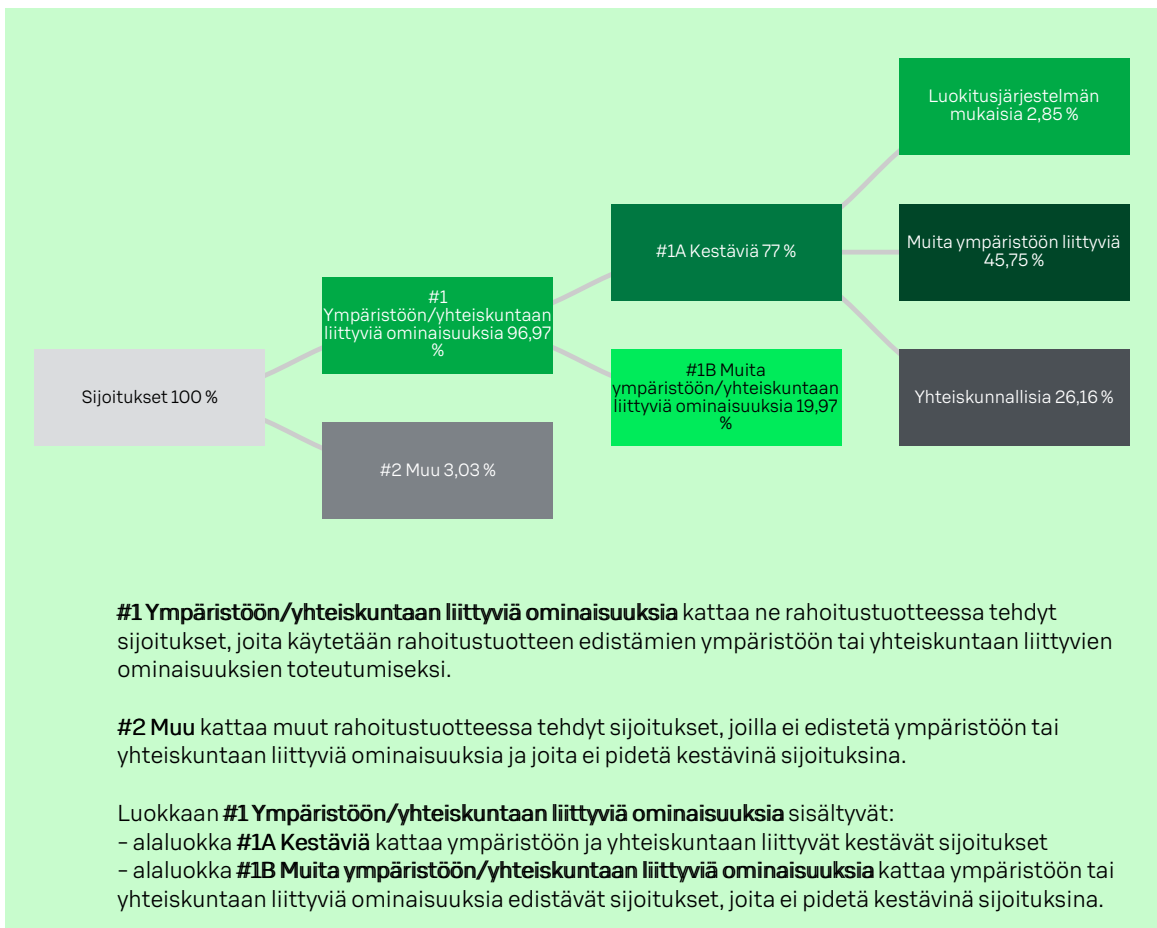 Luokitusjärjestelmän
mukaisia 2,85 %
#1A Kestäviä 77 %
Muita ympäristöön liittyviä
45,75 %
#1
Ympäristöön/yhteiskuntaan
liittyviä ominaisuuksia 96,97
%
Sijoitukset 100 %
#1B Muita
ympäristöön/yhteiskuntaan
liittyviä ominaisuuksia 19,97
%
Yhteiskunnallisia 26,16 %
#2 Muu 3,03 %
#1 Ympäristöön/yhteiskuntaan liittyviä ominaisuuksia kattaa ne rahoitustuotteessa tehdyt
sijoitukset, joita käytetään rahoitustuotteen edistämien ympäristöön tai yhteiskuntaan liittyvien
ominaisuuksien toteutumiseksi.
#2 Muu kattaa muut rahoitustuotteessa tehdyt sijoitukset, joilla ei edistetä ympäristöön tai
yhteiskuntaan liittyviä ominaisuuksia ja joita ei pidetä kestävinä sijoituksina.
Luokkaan #1 Ympäristöön/yhteiskuntaan liittyviä ominaisuuksia sisältyvät:
– alaluokka #1A Kestäviä kattaa ympäristöön ja yhteiskuntaan liittyvät kestävät sijoitukset
– alaluokka #1B Muita ympäristöön/yhteiskuntaan liittyviä ominaisuuksia kattaa ympäristöön tai
yhteiskuntaan liittyviä ominaisuuksia edistävät sijoitukset, joita ei pidetä kestävinä sijoituksina.